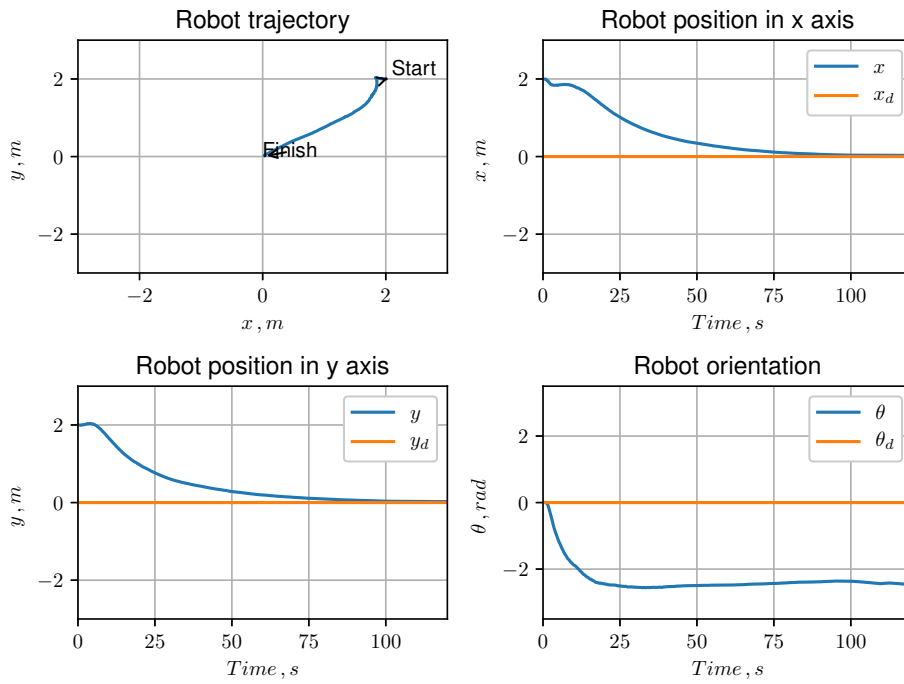 Robot trajectory
2
0
−2
y, m
Start
Finish
−2
0
2
x, m
Robot position in x axis
2
0
−2
x, m
x
x_d
0
25
50
75
100
Time, s
Robot position in y axis
2
0
−2
y, m
y
y_d
0
25
50
75
100
Time, s
Robot orientation
2
0
−2
θ, rad
θ
θ_d
0
25
50
75
100
Time, s